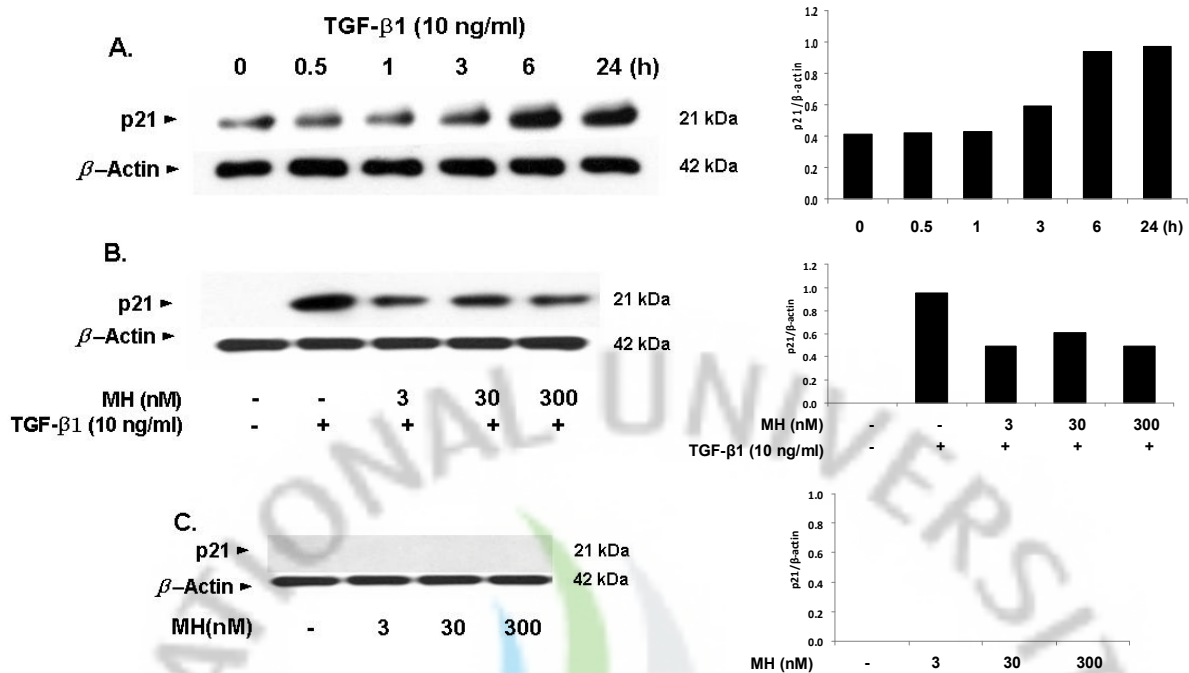 TGF-β1 (10 ng/ml)
A.
0 0.5 1 3 6 24 (h)
p21 ► 21 kDa
β–Actin ► 42 kDa
1.2
1.0
0.8
0.6
0.4
0.2
0.0
p21/β-actin
0 0.5 1 3 6 24 (h)
B.
p21 ► 21 kDa
β–Actin ► 42 kDa
MH (nM) - - 3 30 300
TGF-β1 (10 ng/ml) - + + + +
1.2
1.0
0.8
0.6
0.4
0.2
0.0
p21/β-actin
MH (nM) - - 3 30 300
TGF-β1 (10 ng/ml) - + + + +
C.
p21 ► 21 kDa
β–Actin ► 42 kDa
MH(nM) - 3 30 300
1.0
0.8
0.6
0.4
0.2
0.0
p21/β-actin
MH (nM) - 3 30 300
ATIONAL UNIVERSIT